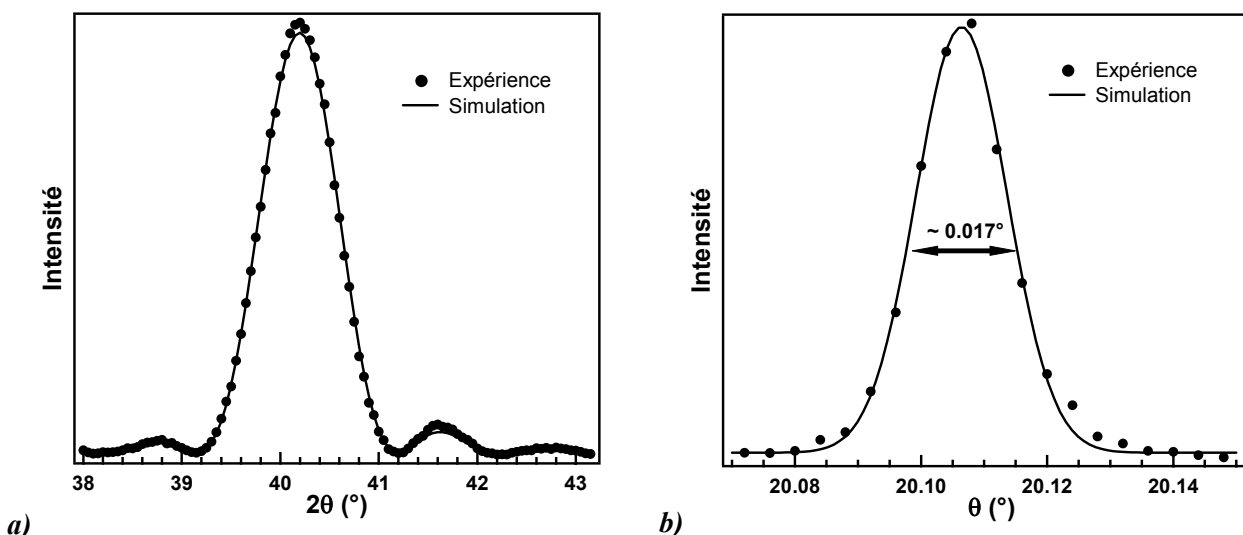 Intensité
Expérience
Simulation
38 39 40 41 42 43
2θ (°)
a)
Intensité
Expérience
Simulation
~ 0.017°
20.08 20.10 20.12 20.14
θ (°)
b)